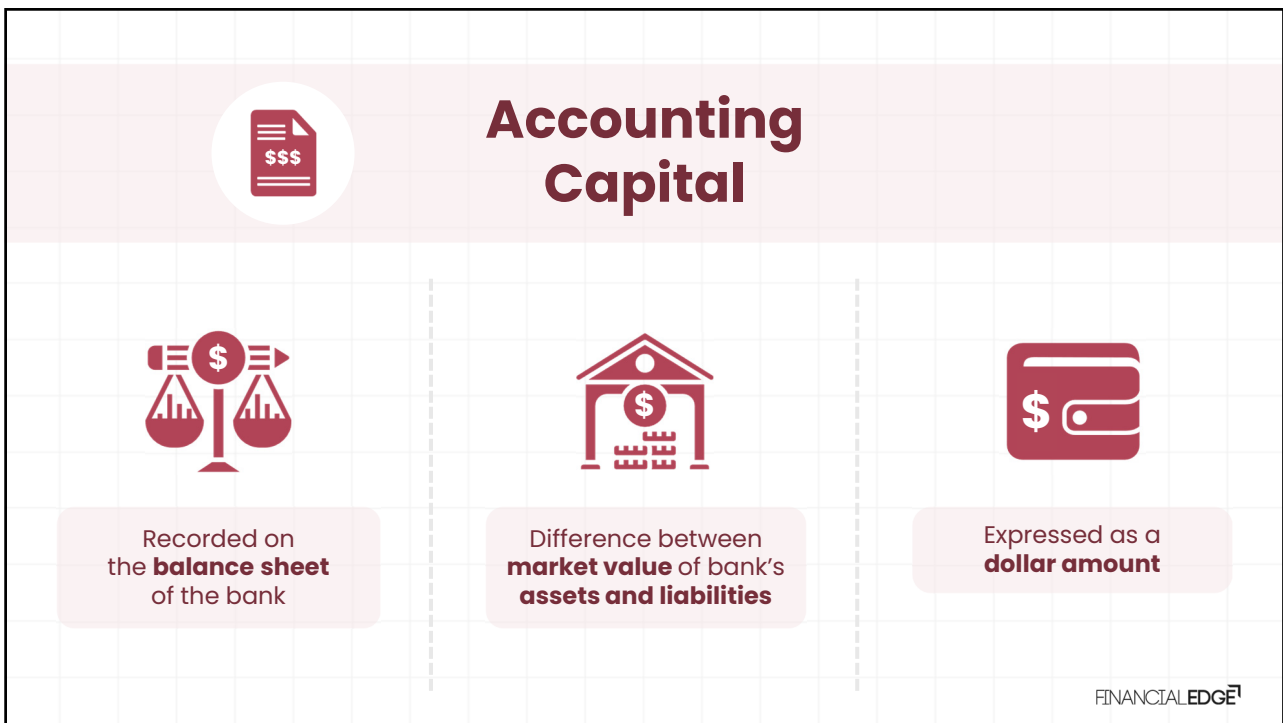 $$$
Accounting
Capital
$
$
$
Recorded on
the balance sheet
of the bank
Difference between
market value of bank’s
assets and liabilities
Expressed as a
dollar amount
FINANCIALEDGE